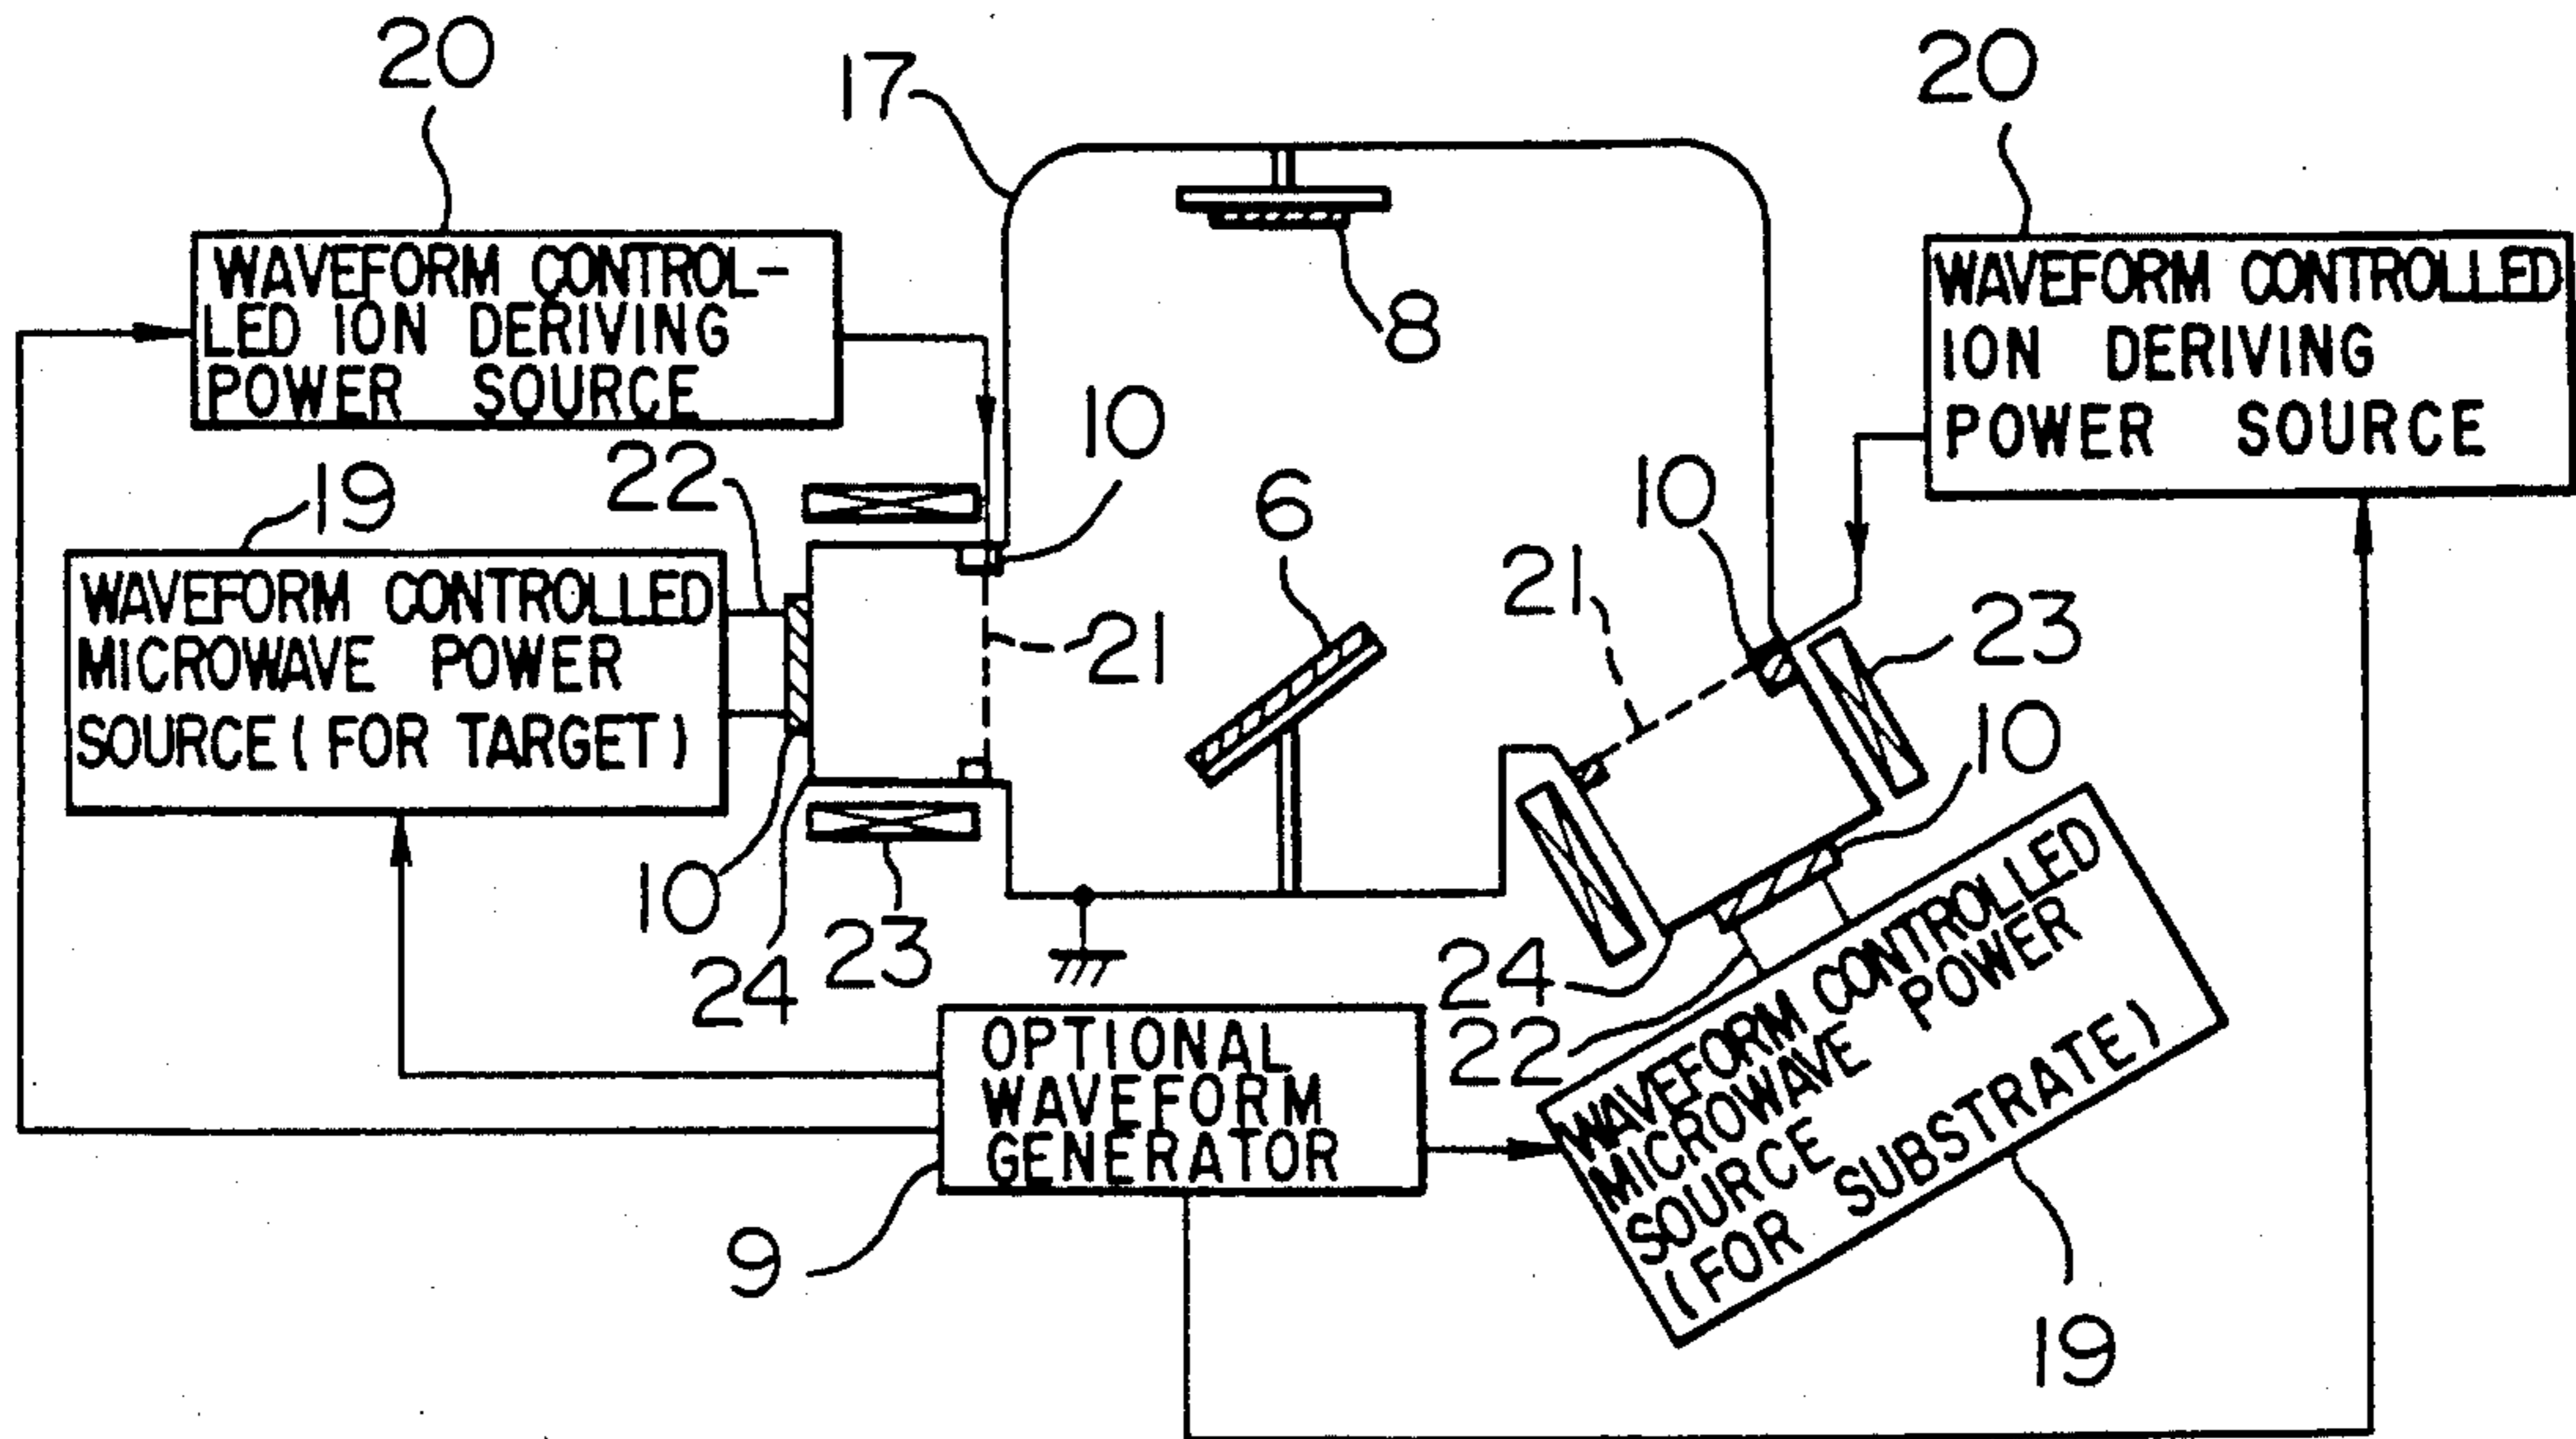 20
17
20
WAVEFORM CONTROL-
LED ION DERIVING
POWER SOURCE
8
WAVEFORM CONTROLLED
ION DERIVING
POWER SOURCE
10
22
19
6
10
21
WAVEFORM CONTROLLED
MICROWAVE POWER
SOURCE (FOR TARGET)
21
23
10
10
24
23
24
22
WAVEFORM CONTROLLED
MICROWAVE POWER
SOURCE
(FOR SUBSTRATE)
OPTIONAL
WAVEFORM
GENERATOR
9
19